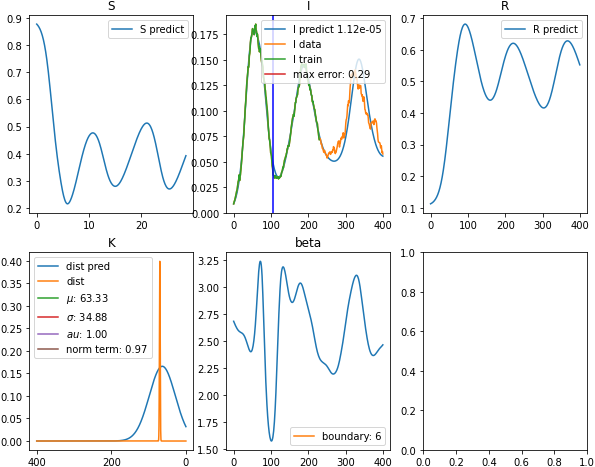 S
I
R
S predict
I predict 1.12e-05
I data
I train
max error: 0.29
R predict
0.9
0.8
0.7
0.6
0.5
0.4
0.3
0.2
0 10 20
0.175
0.150
0.125
0.100
0.075
0.050
0.025
0.000
0 100 200 300 400
0.7
0.6
0.5
0.4
0.3
0.2
0.1
0 100 200 300 400
K
beta
dist pred
dist
μ: 63.33
σ: 34.88
au: 1.00
norm term: 0.97
boundary: 6
0.40
0.35
0.30
0.25
0.20
0.15
0.10
0.05
0.00
400 200 0
3.25
3.00
2.75
2.50
2.25
2.00
1.75
1.50
0 100 200 300 400
1.0
0.8
0.6
0.4
0.2
0.0
0.0 0.2 0.4 0.6 0.8 1.0